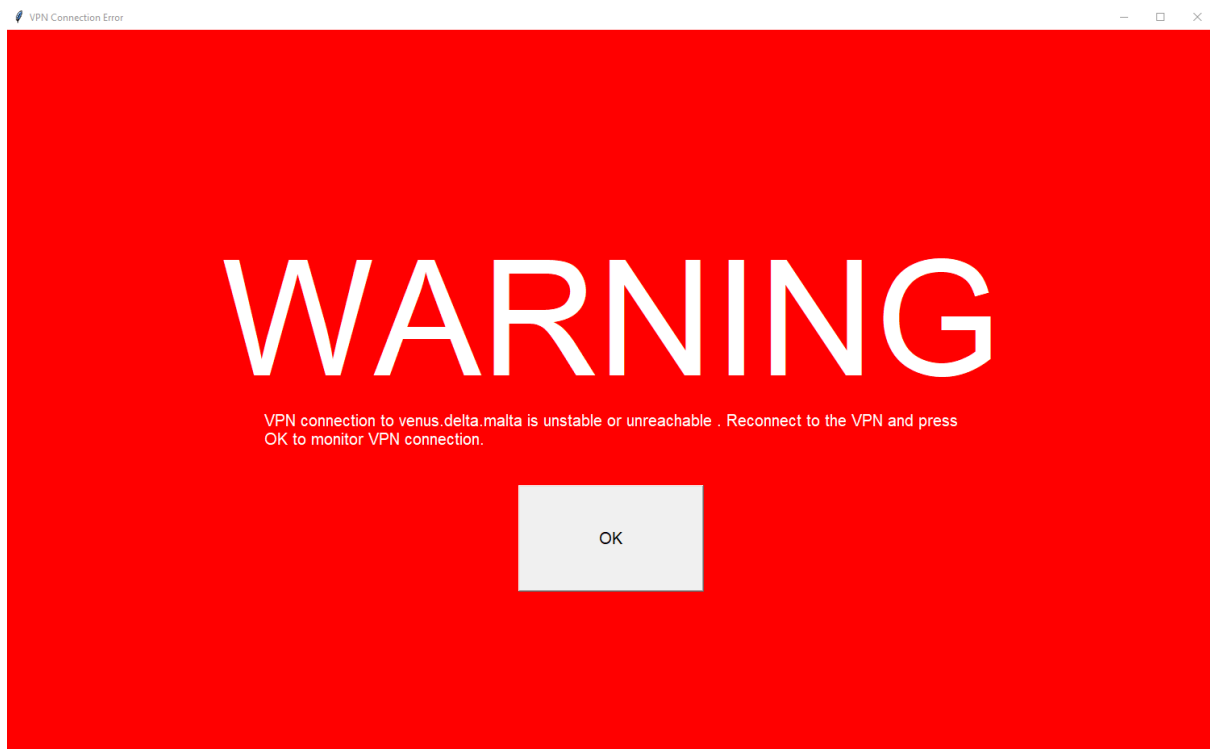 VPN Connection Error
WARNING
VPN connection to venus.delta.malta is unstable or unreachable . Reconnect to the VPN and press
OK to monitor VPN connection.
OK